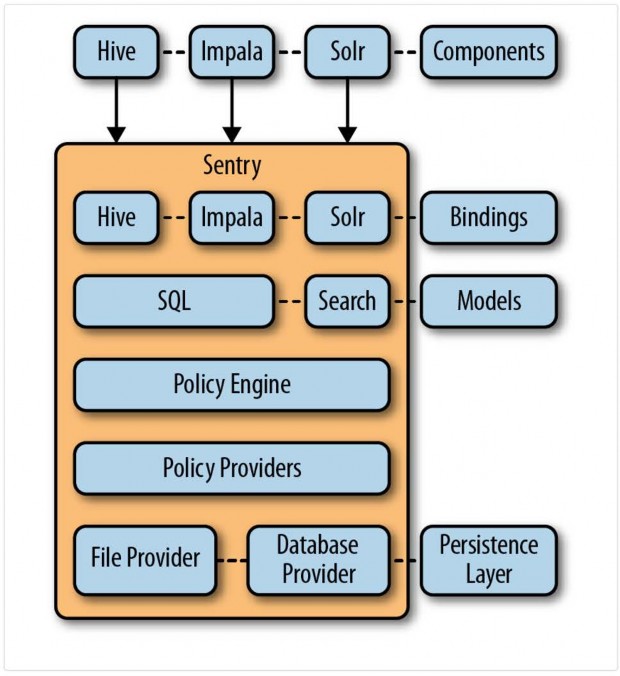 Hive Impala Solr Components
Sentry
Hive Impala Solr Bindings
SQL Search Models
Policy Engine
Policy Providers
File Provider
Database
Provider
Persistence
Layer